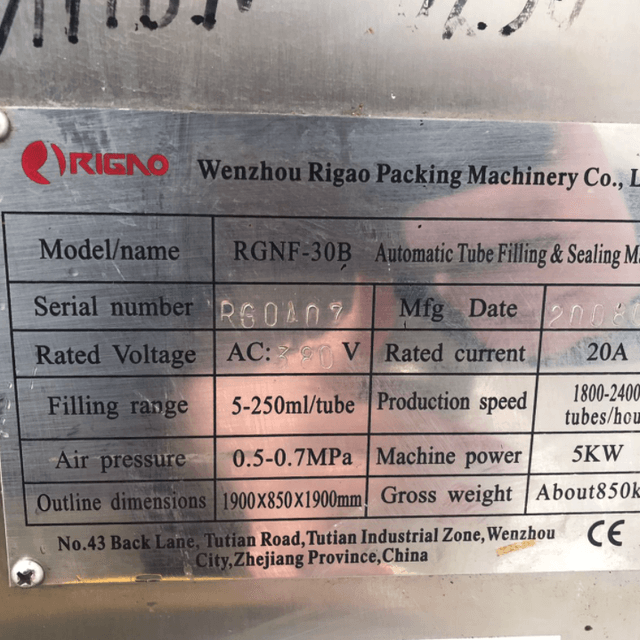 RIGAO Wenzhou Rigao Packing Machinery Co., L
Model/name RGNF-30B Automatic Tube Filling & Sealing M
Serial number RG0A07 Mfg Date 2008
Rated Voltage AC: 380 V Rated current 20A
Filling range 5-250ml/tube Production speed 1800-2400 tubes/hou
Air pressure 0.5-0.7MPa Machine power 5KW
Outline dimensions 1900X850X1900mm Gross weight About850k
No.43 Back Lane, Tutian Road,Tutian Industrial Zone,Wenzhou
City,Zhejiang Province,China
CE